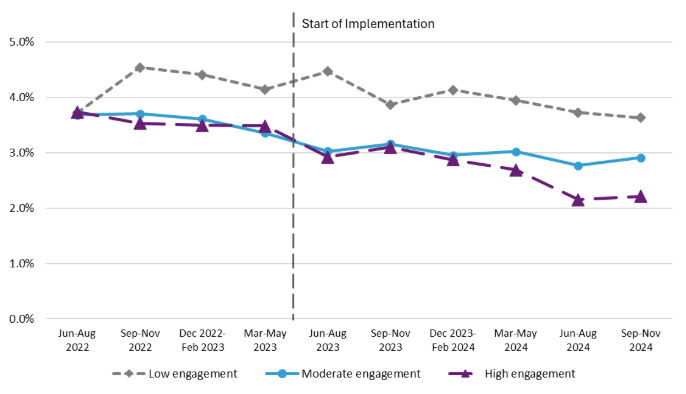 Start of Implementation
5.0%
4.0%
3.0%
2.0%
1.0%
0.0%
Jun-Aug Sep-Nov Dec 2022- Mar-May Jun-Aug Sep-Nov Dec 2023- Mar-May Jun-Aug Sep-Nov
2022 2022 Feb 2023 2023 2023 2023 Feb 2024 2024 2024 2024
Low engagement Moderate engagement High engagement